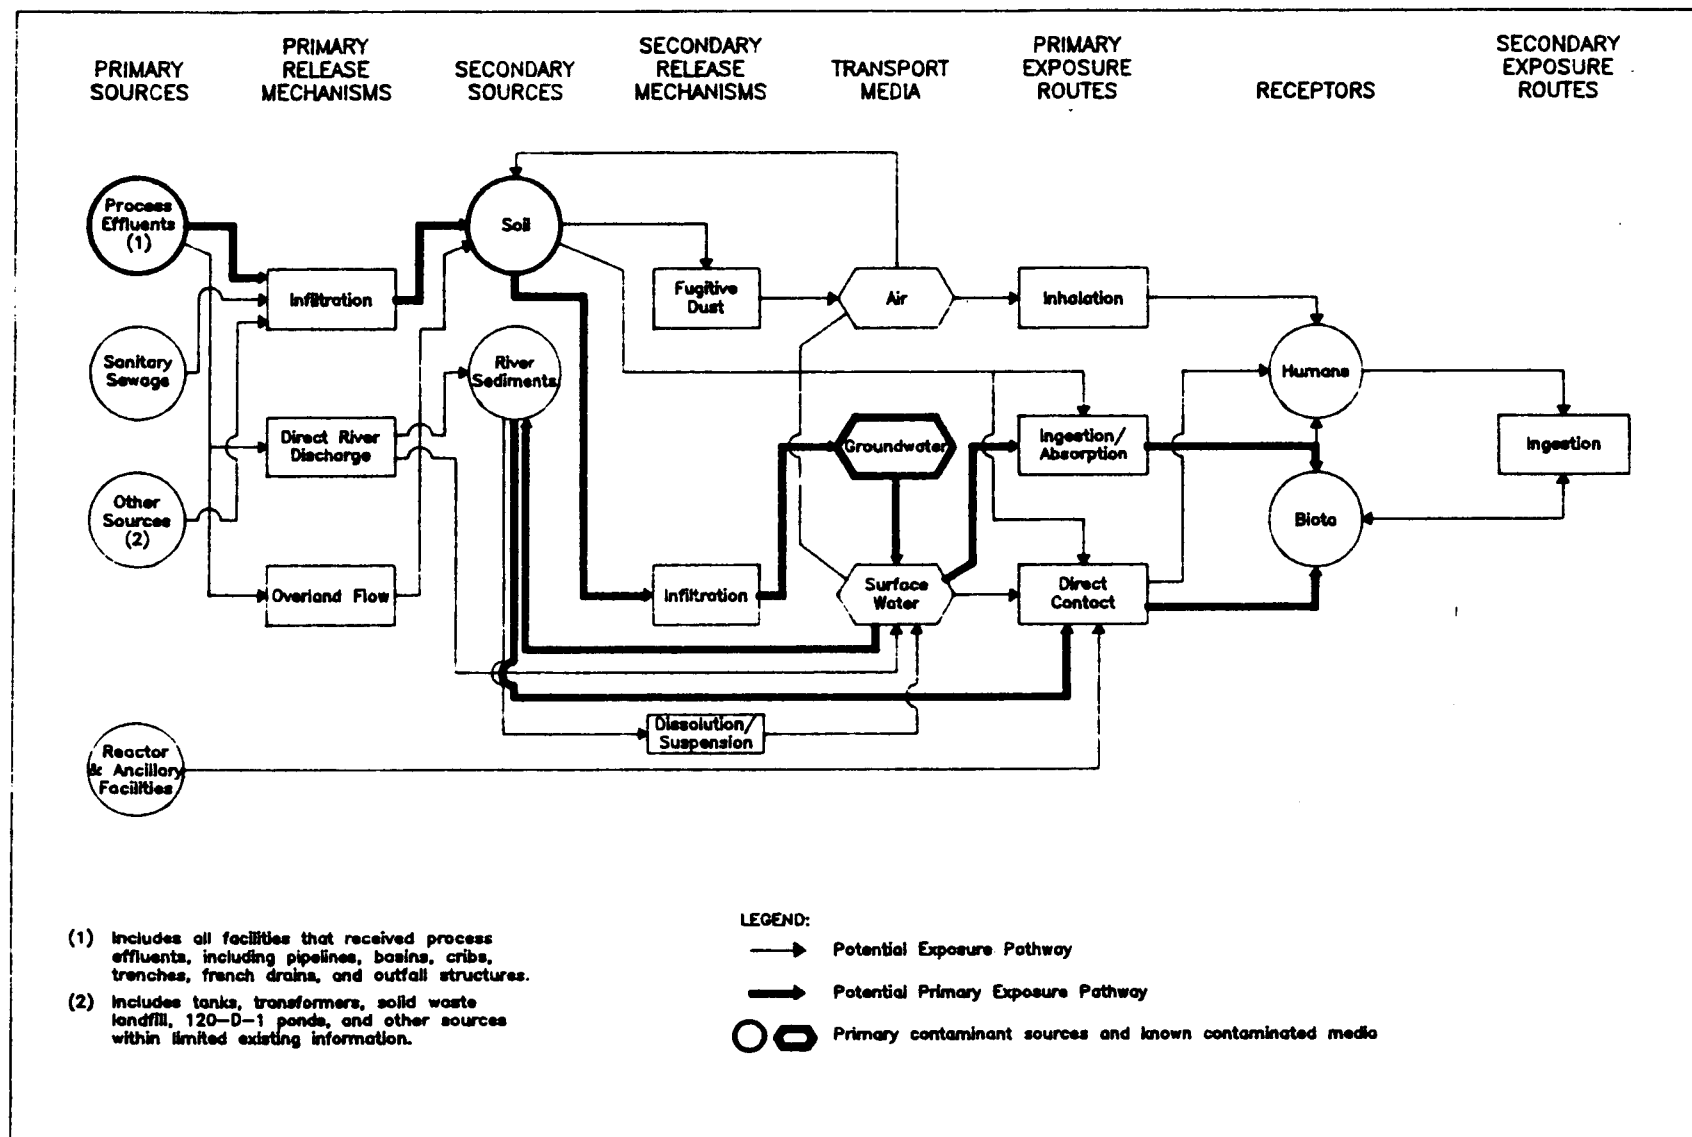 PRIMARY
SOURCES
PRIMARY
RELEASE
MECHANISMS
SECONDARY
SOURCES
SECONDARY
RELEASE
MECHANISMS
TRANSPORT
MEDIA
PRIMARY
EXPOSURE
ROUTES
RECEPTORS
SECONDARY
EXPOSURE
ROUTES
Process
Effluents
(1)
Sanitary
Sewage
Other
Sources
(2)
Reactor
& Ancillary
Facilities
Infiltration
Direct River
Discharge
Overland Flow
Soil
River
Sediments
Fugitive
Dust
Infiltration
Dissolution/
Suspension
Air
Groundwater
Surface
Water
Inhalation
Ingestion/
Absorption
Direct
Contact
Humans
Biota
Ingestion
(1) Includes all facilities that received process
effluents, including pipelines, basins, cribs,
trenches, french drains, and outfall structures.
(2) Includes tanks, transformers, solid waste
landfill, 120-D-1 ponds, and other sources
within limited existing information.
LEGEND:
Potential Exposure Pathway
Potential Primary Exposure Pathway
Primary contaminant sources and known contaminated media